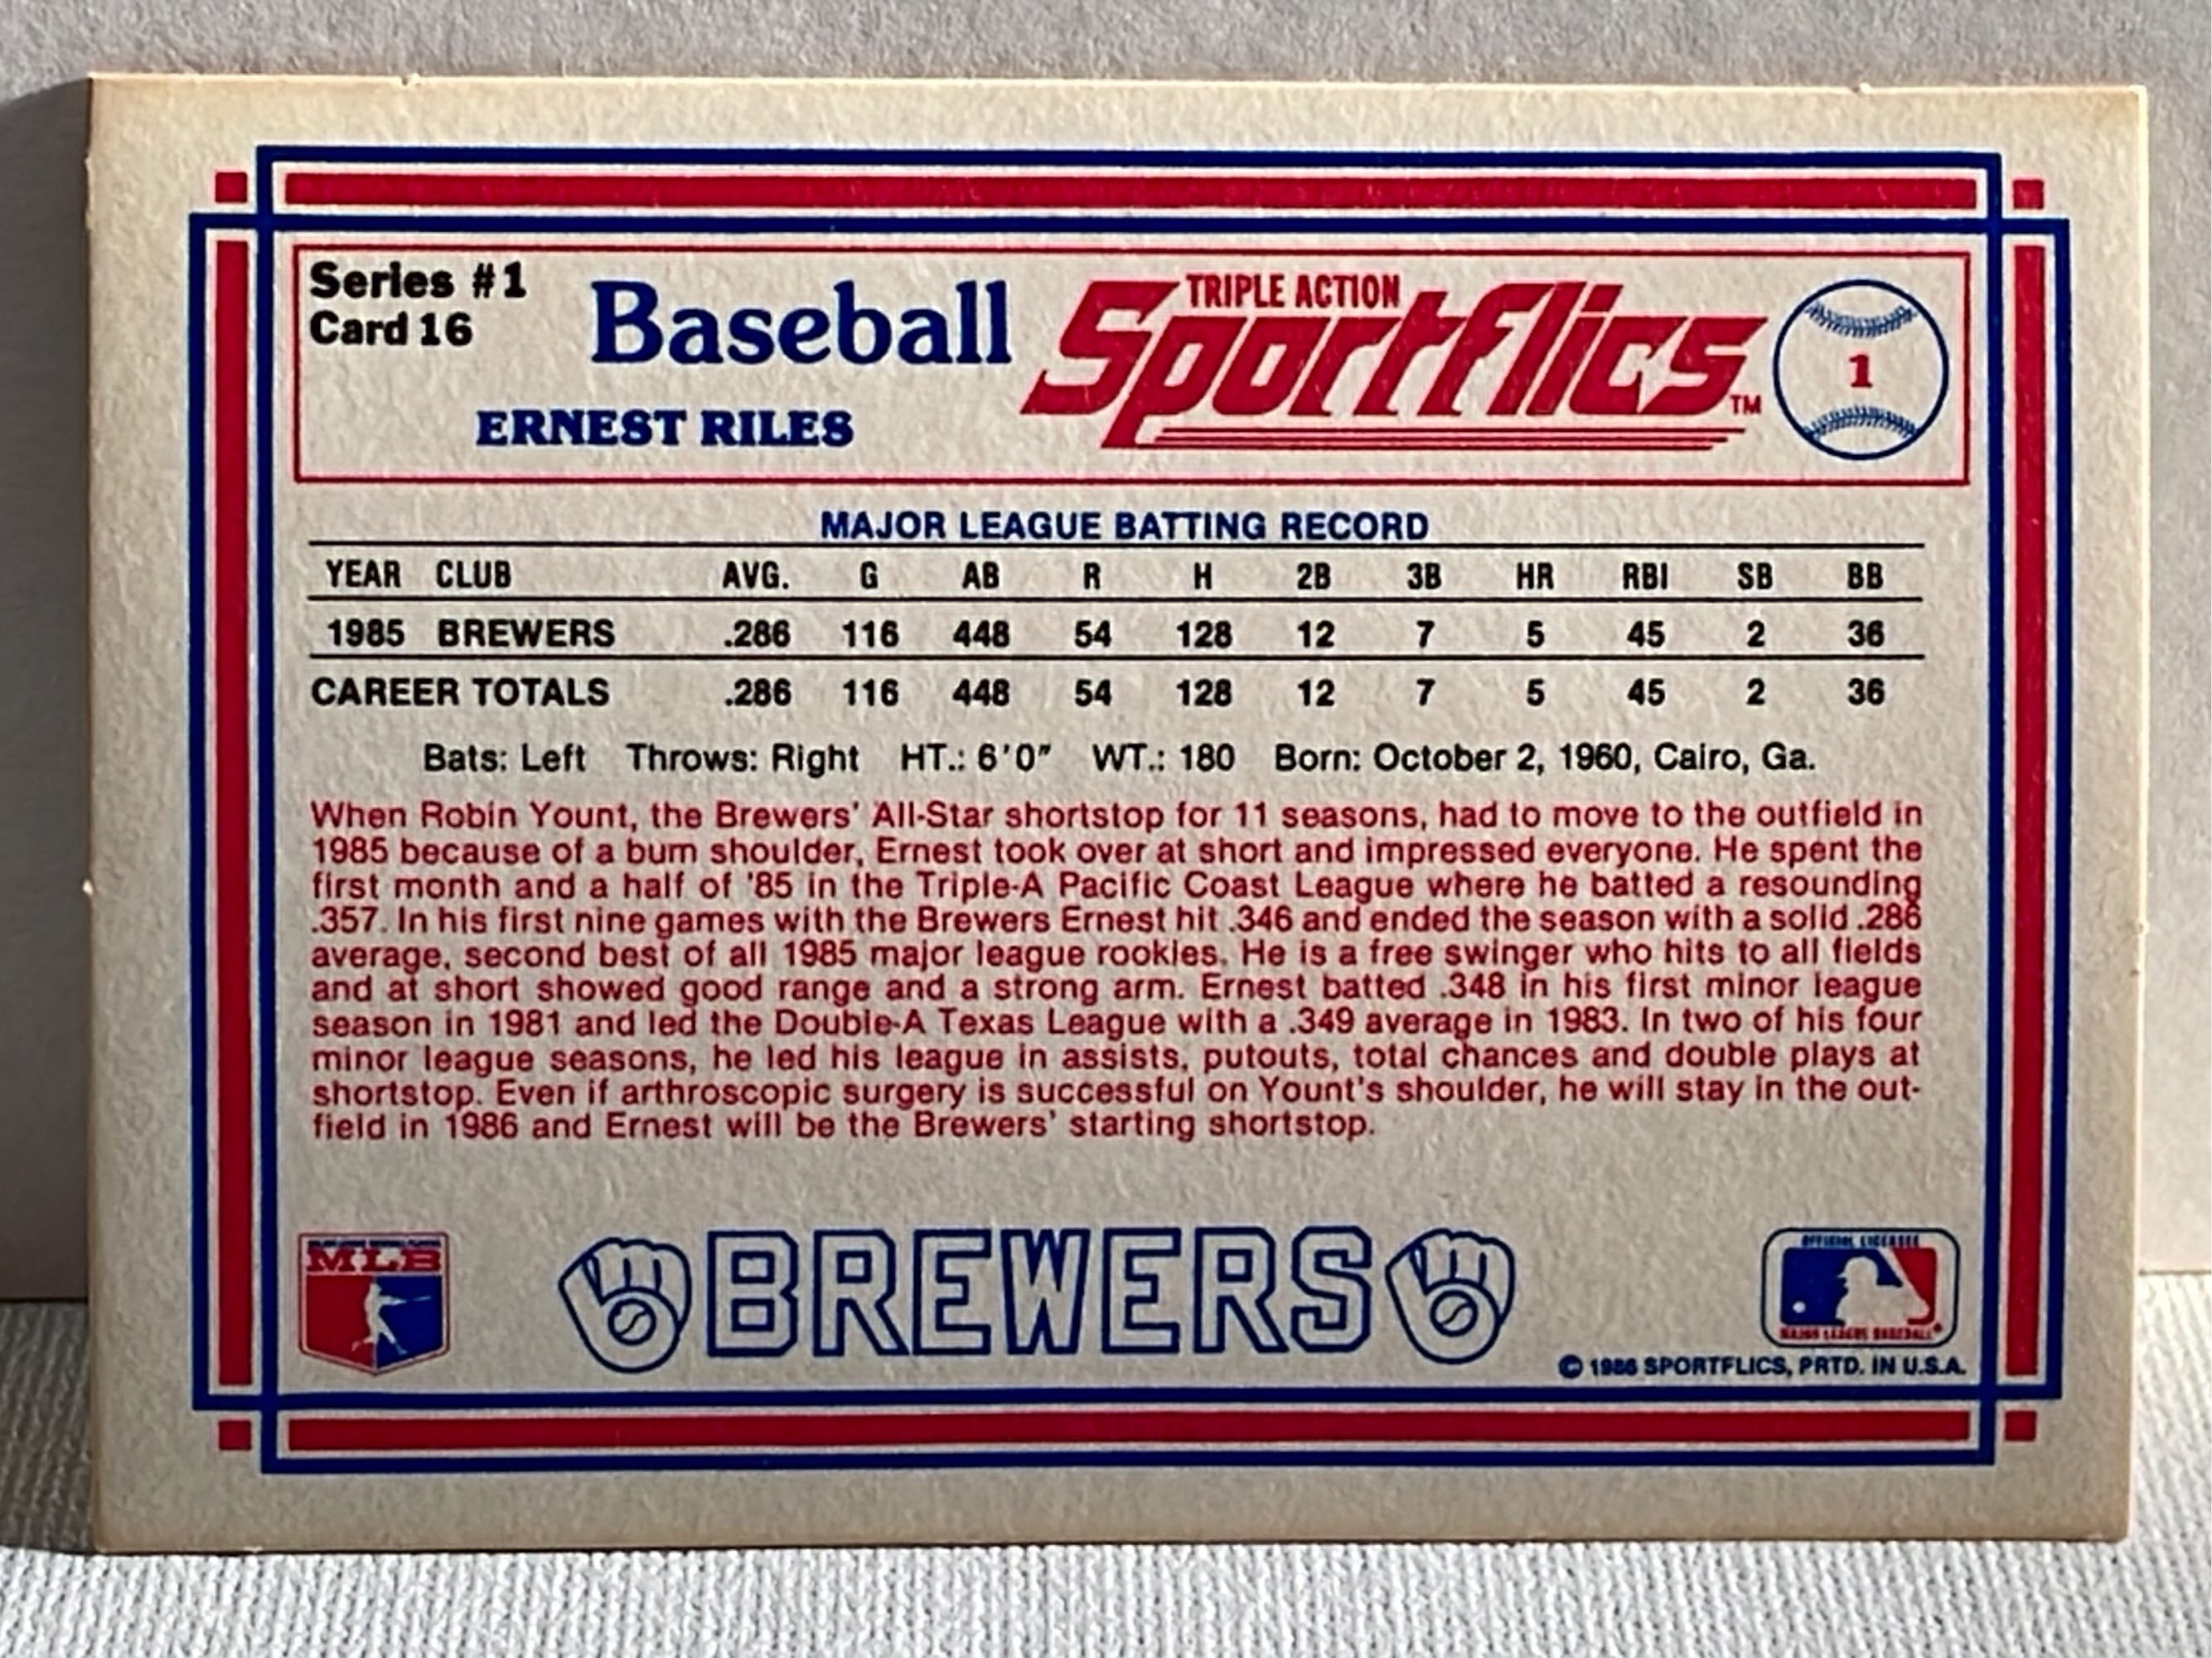 Series #1
Card 16
Baseball
TRIPLE ACTION
Sportflics™
1
ERNEST RILES
MAJOR LEAGUE BATTING RECORD
YEAR CLUB AVG. G AB R H 2B 3B HR RBI SB BB
1985 BREWERS .286 116 448 54 128 12 7 5 45 2 36
CAREER TOTALS .286 116 448 54 128 12 7 5 45 2 36
Bats: Left Throws: Right HT.: 6'0" WT.: 180 Born: October 2, 1960, Cairo, Ga.
When Robin Yount, the Brewers' All-Star shortstop for 11 seasons, had to move to the outfield in
1985 because of a bum shoulder, Ernest took over at short and impressed everyone. He spent the
first month and a half of '85 in the Triple-A Pacific Coast League where he batted a resounding
.357. In his first nine games with the Brewers Ernest hit .346 and ended the season with a solid .286
average, second best of all 1985 major league rookies. He is a free swinger who hits to all fields
and at short showed good range and a strong arm. Ernest batted .348 in his first minor league
season in 1981 and led the Double-A Texas League with a .349 average in 1983. In two of his four
minor league seasons, he led his league in assists, putouts, total chances and double plays at
shortstop. Even if arthroscopic surgery is successful on Yount's shoulder, he will stay in the out-
field in 1986 and Ernest will be the Brewers' starting shortstop.
MLB
BREWERS
OFFICIAL LICENSEE
MAJOR LEAGUE BASEBALL®
© 1986 SPORTFLICS, PRTD. IN U.S.A.